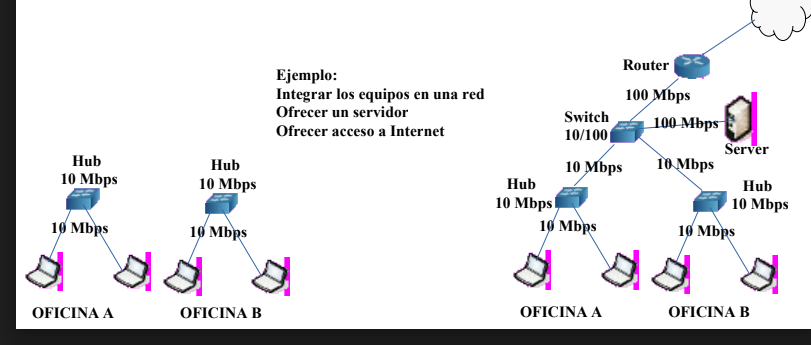 Ejemplo:
Integrar los equipos en una red
Ofrecer un servidor
Ofrecer acceso a Internet
Hub
10 Mbps
10 Mbps
OFICINA A
Hub
10 Mbps
10 Mbps
OFICINA B
Router
100 Mbps
Switch
10/100
100 Mbps
Server
10 Mbps
10 Mbps
Hub
10 Mbps
10 Mbps
OFICINA A
Hub
10 Mbps
10 Mbps
OFICINA B